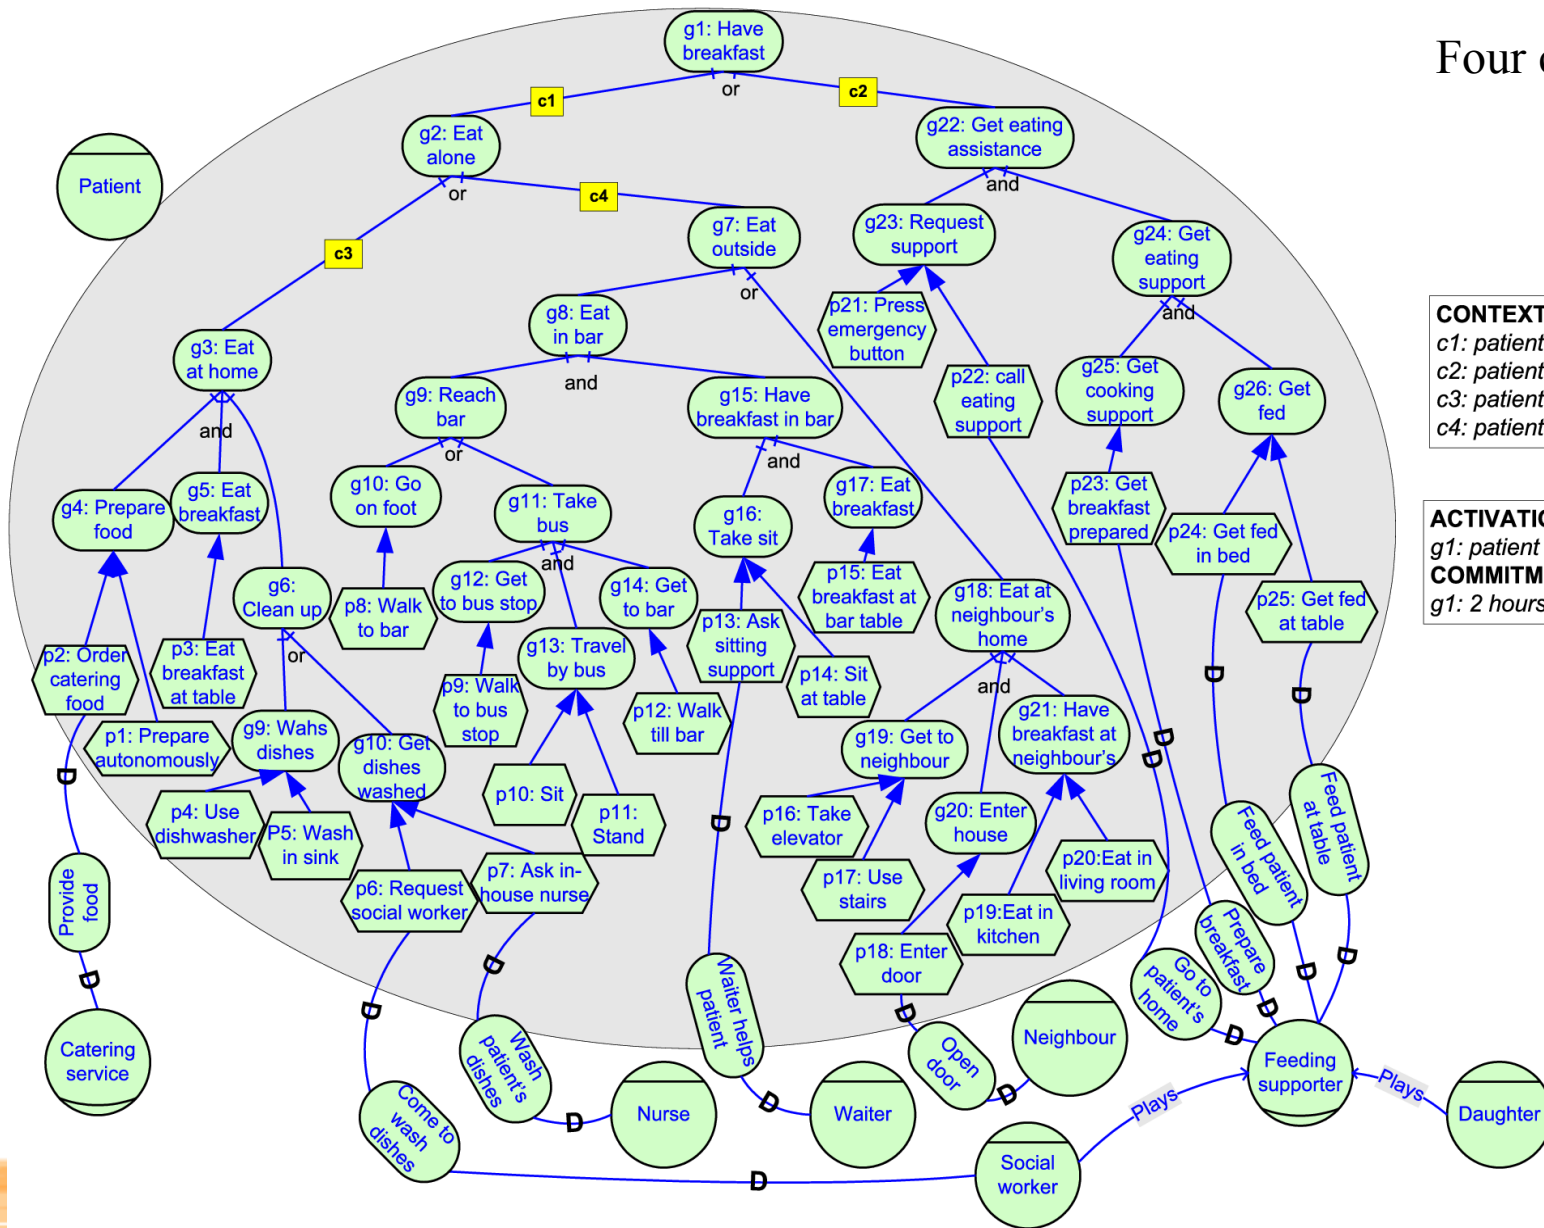 Four
g1: Have
breakfast
or
c1
c2
g2: Eat
alone
or
g22: Get eating
assistance
and
Patient
c4
c3
g7: Eat
outside
or
g23: Request
support
g24: Get
eating
support
and
g8: Eat
in bar
and
p21: Press
emergency
button
g3: Eat
at home
and
CONTEXT
c1: patient
c2: patient
c3: patient
c4: patient
g9: Reach
bar
or
g15: Have
breakfast in bar
and
p22: call
eating
support
g25: Get
cooking
support
g26: Get
fed
g4: Prepare
food
g5: Eat
breakfast
g10: Go
on foot
g11: Take
bus
and
g16:
Take sit
g17: Eat
breakfast
p23: Get
breakfast
prepared
p24: Get fed
in bed
g1: patient
g1: 2 hours
g6:
Clean up
or
p8: Walk
to bar
g12: Get
to bus stop
g14: Get
to bar
p15: Eat
breakfast at
bar table
g18: Eat at
neighbour's
home
and
p25: Get fed
at table
p2: Order
catering
food
p3: Eat
breakfast
at table
g13: Travel
by bus
p13: Ask
sitting
support
p14: Sit
at table
p9: Walk
to bus
stop
p12: Walk
till bar
D
D
p1: Prepare
autonomously
g9: Wahs
dishes
g10: Get
dishes
washed
g19: Get to
neighbour
g21: Have
breakfast at
neighbour's
D
D
D
p10: Sit
p11:
Stand
p4: Use
dishwasher
P5: Wash
in sink
D
p16: Take
elevator
g20: Enter
house
Feed patient
at table
Feed patient
in bed
p6: Request
social worker
p7: Ask in-
house nurse
p17: Use
stairs
p20:Eat in
living room
p19:Eat in
kitchen
Provide
food
p18: Enter
door
Prepare
breakfast
Go to
patient's
home
D
D
D
Waiter helps
patient
D
D
D
D
D
Catering
service
Wash
patient's
dishes
Open
door
Neighbour
Feeding
supporter
D
D
D
Come to
wash
dishes
Nurse
Waiter
Plays
Plays
Daughter
D
Social
worker